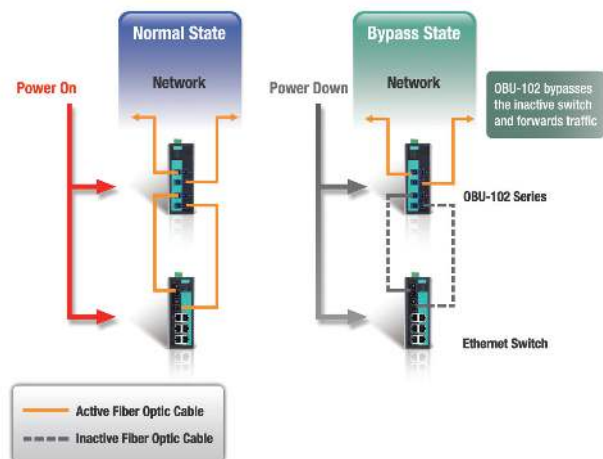 Normal State
Network
Power On
Bypass State
Network
Power Down
OBU-102 bypasses
the inactive switch
and forwards traffic
OBU-102 Series
Ethernet Switch
Active Fiber Optic Cable
Inactive Fiber Optic Cable